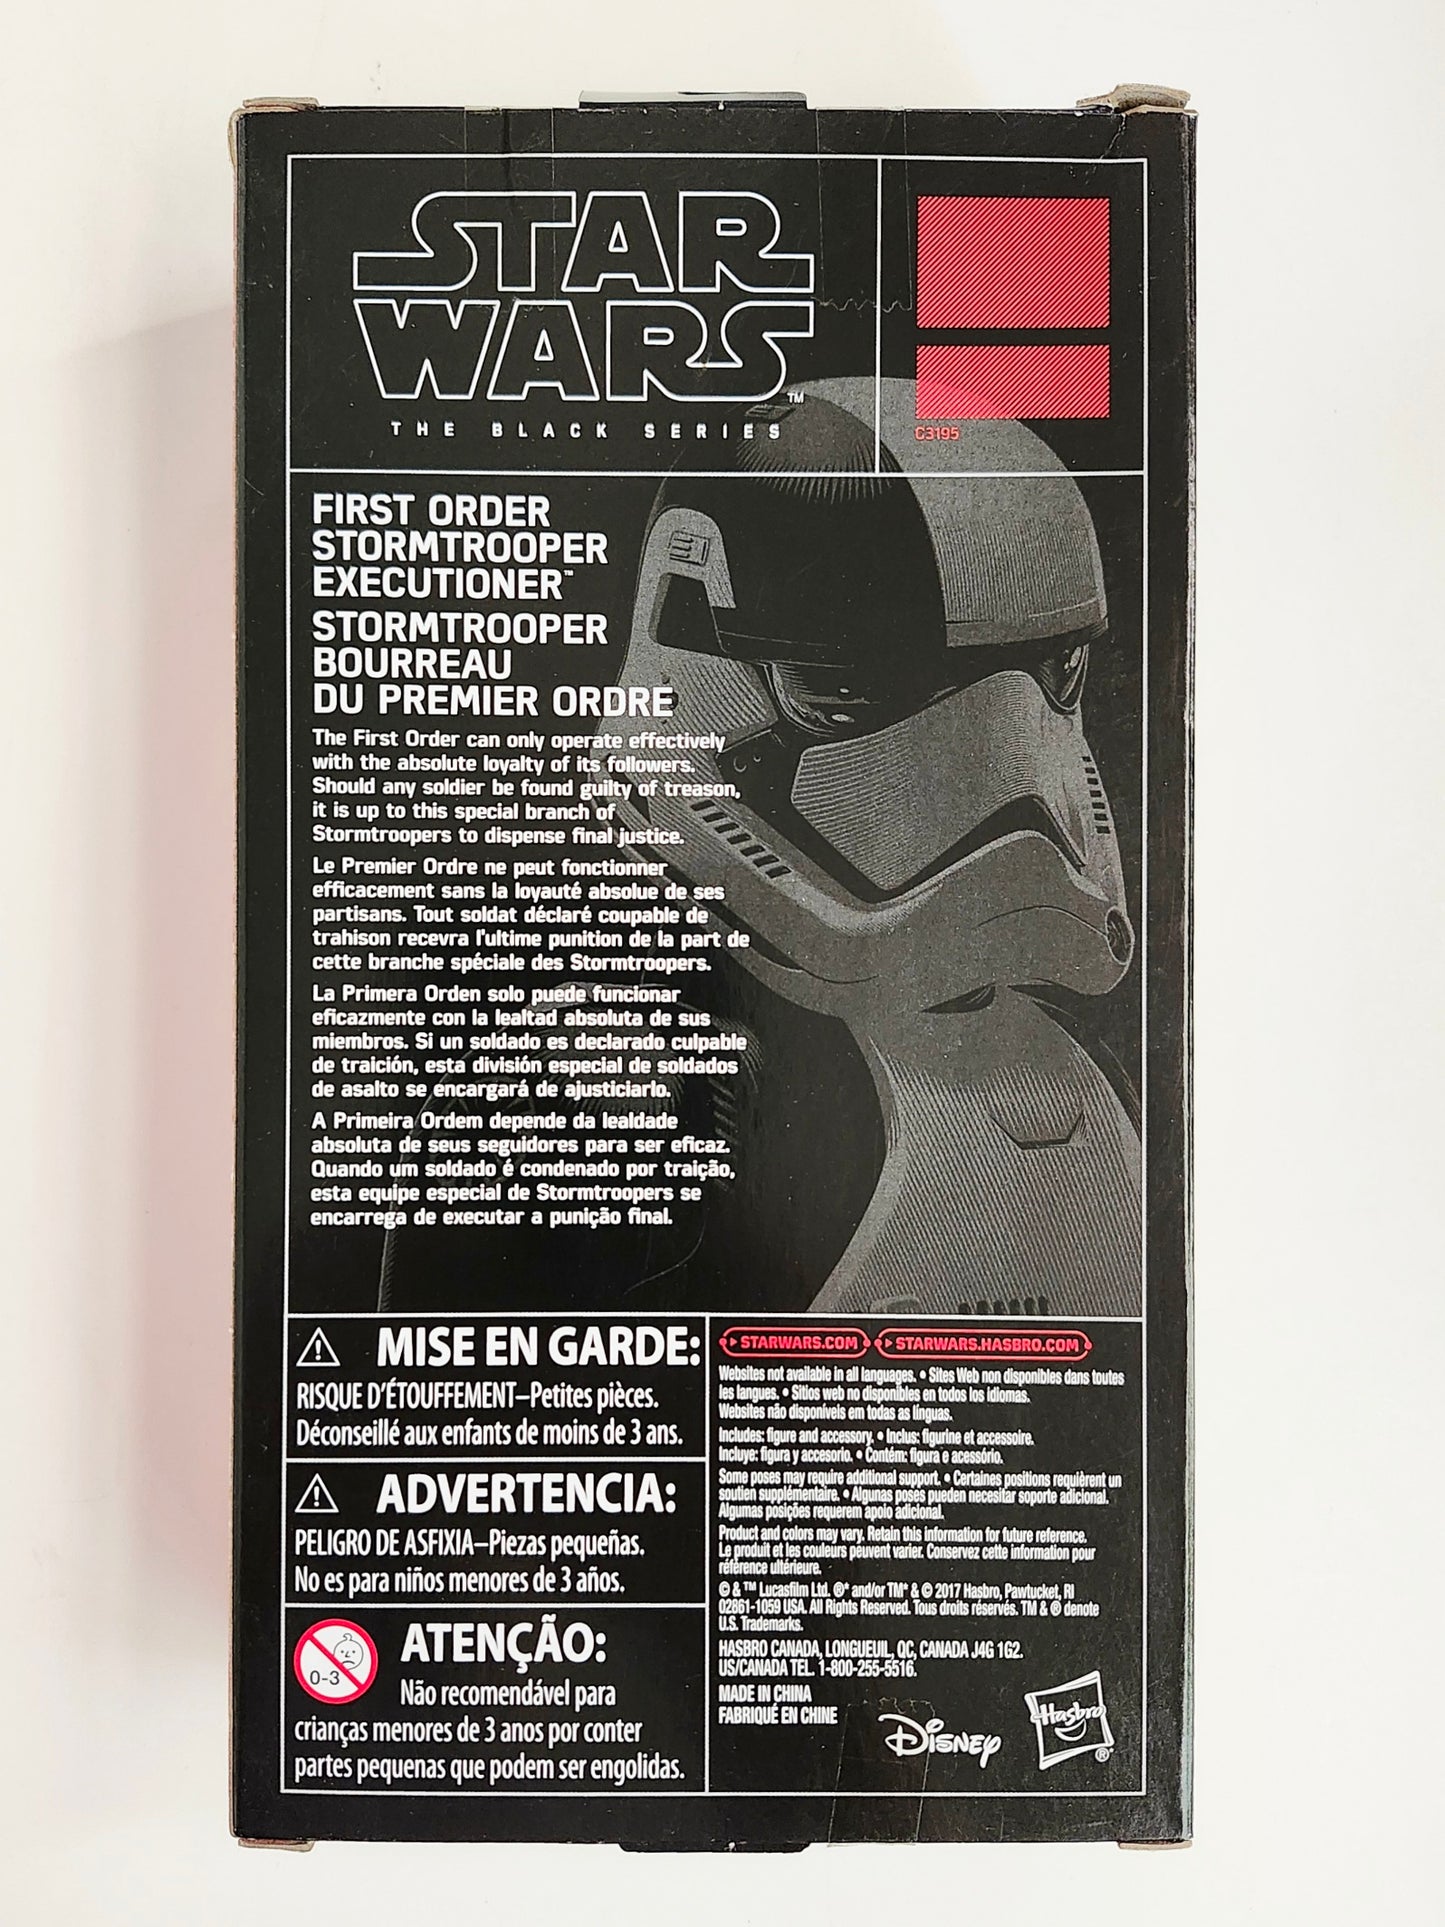 STAR
WARS™
THE BLACK SERIES
C3195
FIRST ORDER
STORMTROOPER
EXECUTIONER™
STORMTROOPER
BOURREAU
DU PREMIER ORDRE
The First Order can only operate effectively
with the absolute loyalty of its followers.
Should any soldier be found guilty of treason,
it is up to this special branch of
Stormtroopers to dispense final justice.
Le Premier Ordre ne peut fonctionner
efficacement sans la loyauté absolue de ses
partisans. Tout soldat déclaré coupable de
trahison recevra l'ultime punition de la part de
cette branche spéciale des Stormtroopers.
La Primera Orden solo puede funcionar
eficazmente con la lealtad absoluta de sus
miembros. Si un soldado es declarado culpable
de traición, esta división especial de soldados
de asalto se encargará de ajusticiarlo.
A Primeira Ordem depende da lealdade
absoluta de seus seguidores para ser eficaz.
Quando um soldado é condenado por traição,
esta equipe especial de Stormtroopers se
encarrega de executar a punição final.
MISE EN GARDE:
RISQUE D'ÉTOUFFEMENT–Petites pièces.
Déconseillé aux enfants de moins de 3 ans.
ADVERTENCIA:
PELIGRO DE ASFIXIA–Piezas pequeñas.
No es para niños menores de 3 años.
0-3
ATENÇÃO:
Não recomendável para
crianças menores de 3 anos por conter
partes pequenas que podem ser engolidas.
STARWARS.COM STARWARS.HASBRO.COM
Websites not available in all languages. • Sites Web non disponibles dans toutes
les langues. • Sitios web no disponibles en todos los idiomas.
Websites não disponíveis em todas as línguas.
Includes: figure and accessory. • Inclus: figurine et accessoire.
Incluye: figura y accesorio. • Contém: figura e acessório.
Some poses may require additional support. • Certaines positions requièrent un
soutien supplémentaire. • Algunas poses pueden necesitar soporte adicional.
Algumas posições requerem apoio adicional.
Product and colors may vary. Retain this information for future reference.
Le produit et les couleurs peuvent varier. Conservez cette information pour
référence ultérieure.
© & ™ Lucasfilm Ltd. ®* and/or TM* & © 2017 Hasbro, Pawtucket, RI
02861-1059 USA. All Rights Reserved. Tous droits réservés. TM & ® denote
U.S. Trademarks.
HASBRO CANADA, LONGUEUIL, QC, CANADA J4G 1G2.
US/CANADA TEL. 1-800-255-5516.
MADE IN CHINA
FABRIQUÉ EN CHINE
Disney
Hasbro®